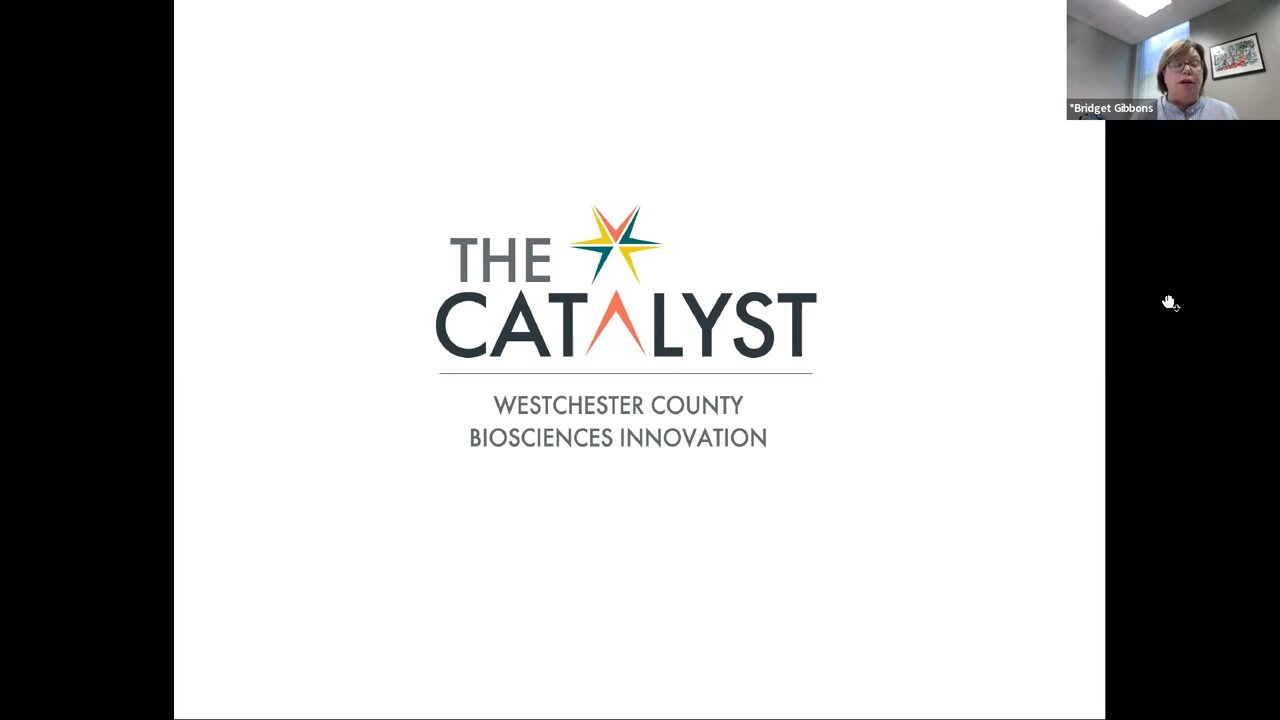 *Bridget Gibbons
THE
CATALYST
WESTCHESTER COUNTY
BIOSCIENCES INNOVATION